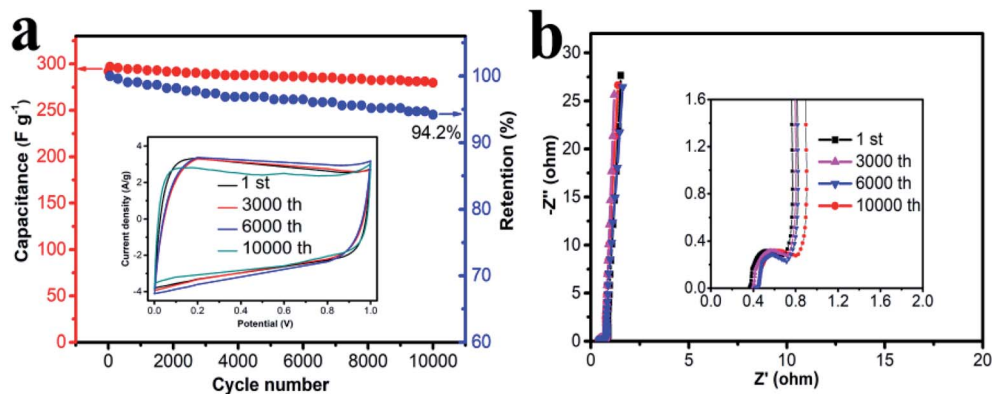 a
Capacitance (F g⁻¹)
300
250
200
150
100
50
0
0 2000 4000 6000 8000 10000
Cycle number
100
90
80
70
60
Retention (%)
94.2%
Current density (A/g)
4
2
0
-2
-4
0.0 0.2 0.4 0.6 0.8 1.0
Potential (V)
1 st
3000 th
6000 th
10000 th
b
-Z'' (ohm)
30
25
20
15
10
5
0
5 10 15 20
Z' (ohm)
1.6
1.2
0.8
0.4
0.0
0.0 0.4 0.8 1.2 1.6 2.0
1 st
3000 th
6000 th
10000 th